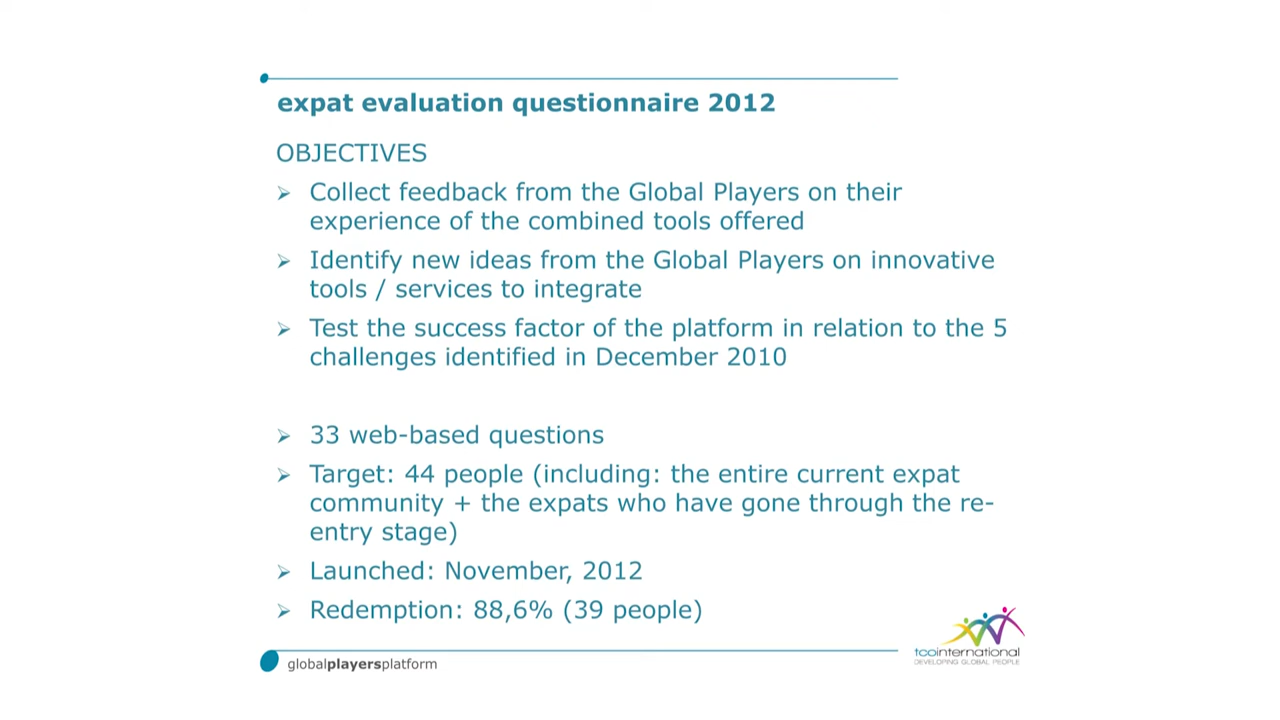 expat evaluation questionnaire 2012
OBJECTIVES
➢ Collect feedback from the Global Players on their
experience of the combined tools offered
➢ Identify new ideas from the Global Players on innovative
tools / services to integrate
➢ Test the success factor of the platform in relation to the 5
challenges identified in December 2010
➢ 33 web-based questions
➢ Target: 44 people (including: the entire current expat
community + the expats who have gone through the re-
entry stage)
➢ Launched: November, 2012
➢ Redemption: 88,6% (39 people)
globalplayersplatform
tcointernational
DEVELOPING GLOBAL PEOPLE